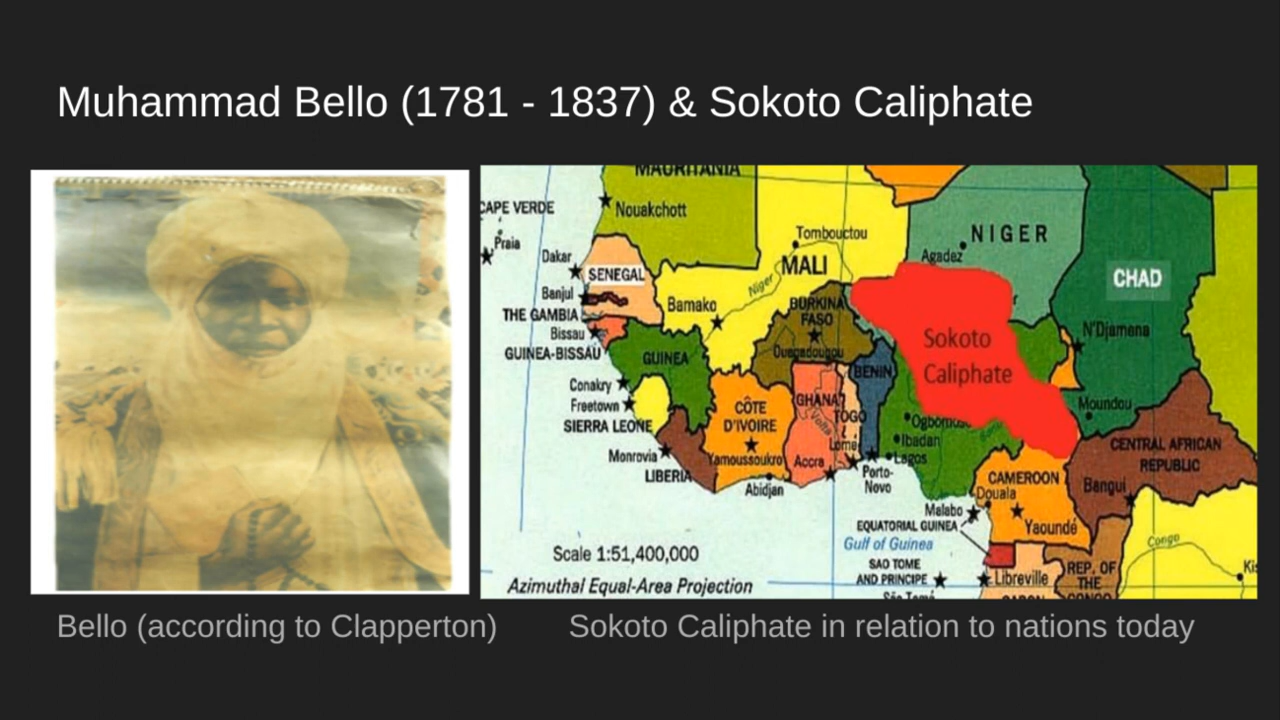 Muhammad Bello (1781 - 1837) & Sokoto Caliphate
MAURITANIA
CAPE VERDE
Nouakchott
Praia
Tombouctou
NIGER
Agadez
Dakar
SENEGAL
MALI
CHAD
Niger
Banjul
THE GAMBIA
Bamako
BURKINA
FASO
Bissau
GUINEA-BISSAU
N'Djamena
Sokoto
Caliphate
Ouagadougou
GUINEA
BENIN
Conakry
Freetown
SIERRA LEONE
CÔTE
D'IVOIRE
GHANA
TOGO
Volta
Moundou
Ogbomoso
Ibadan
Lagos
Lomé
CENTRAL AFRICAN
REPUBLIC
Monrovia
LIBERIA
Yamoussoukro
Accra
Porto-
Novo
Abidjan
CAMEROON
Douala
Bangui
Malabo
EQUATORIAL GUINEA
Yaoundé
Gulf of Guinea
Congo
Scale 1:51,400,000
SAO TOME
AND PRINCIPE
São Tomé
Libreville
REP. OF
THE
CONGO
GABON
Azimuthal Equal-Area Projection
Bello (according to Clapperton)
Sokoto Caliphate in relation to nations today